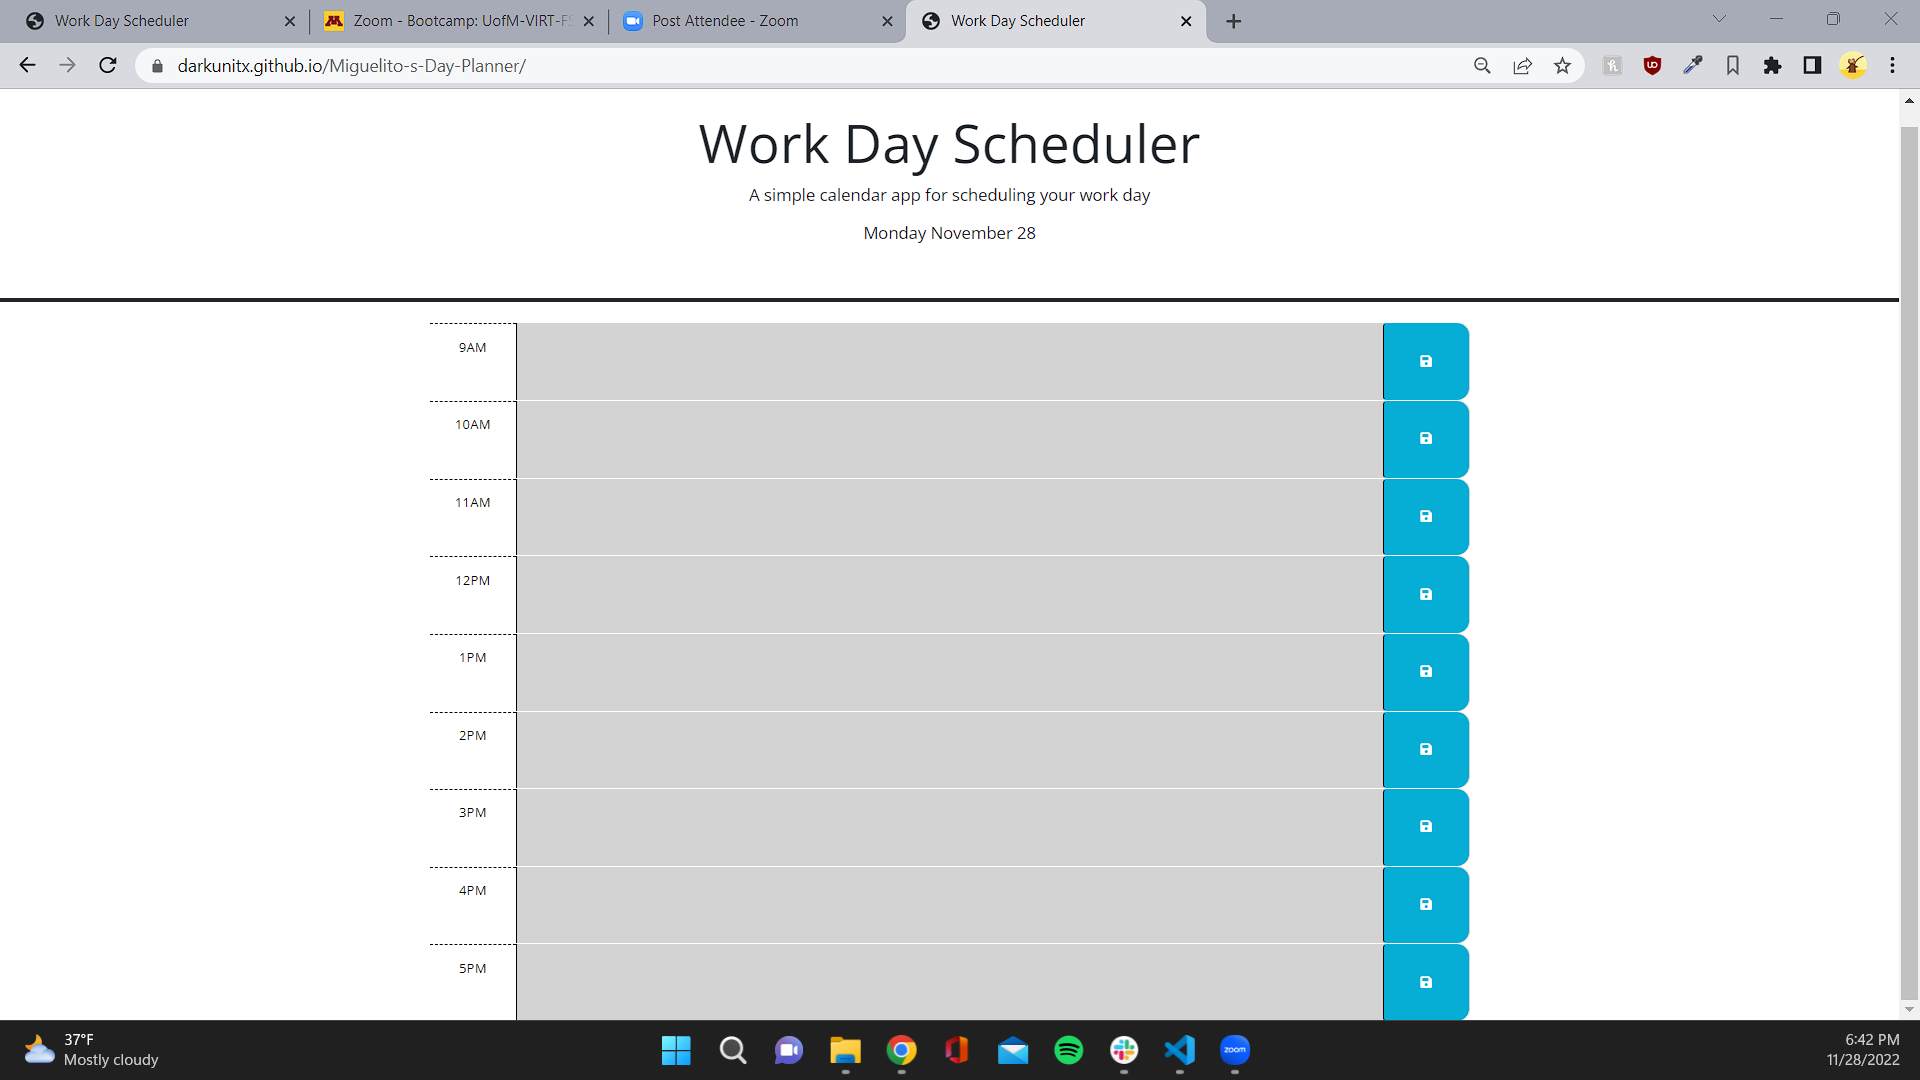 Work Day Scheduler
Zoom - Bootcamp: UofM-VIRT-FS
Post Attendee - Zoom
Work Day Scheduler
darkunitx.github.io/Miguelito-s-Day-Planner/
Work Day Scheduler
A simple calendar app for scheduling your work day
Monday November 28
9AM
10AM
11AM
12PM
1PM
2PM
3PM
4PM
5PM
37°F
Mostly cloudy
zoom
6:42 PM
11/28/2022